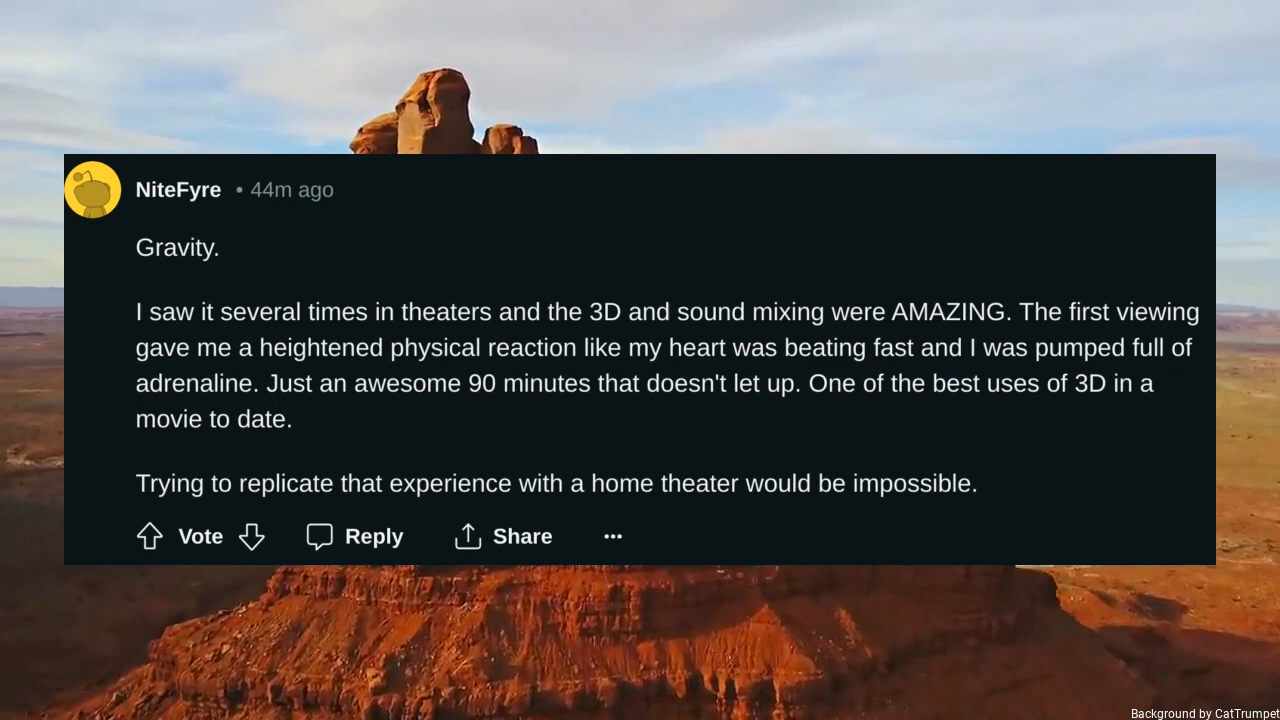 NiteFyre • 44m ago
Gravity.
I saw it several times in theaters and the 3D and sound mixing were AMAZING. The first viewing
gave me a heightened physical reaction like my heart was beating fast and I was pumped full of
adrenaline. Just an awesome 90 minutes that doesn't let up. One of the best uses of 3D in a
movie to date.
Trying to replicate that experience with a home theater would be impossible.
Vote Reply Share ...
Background by CatTrumpet